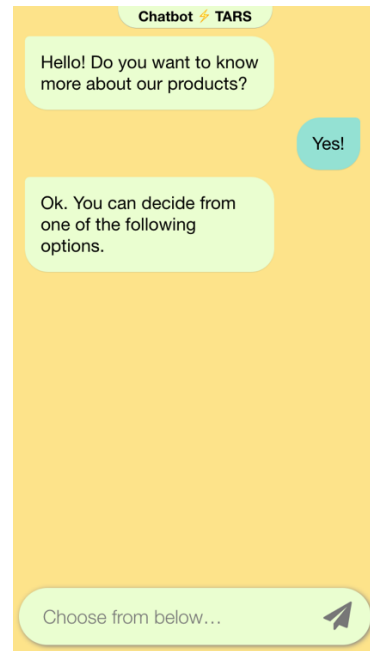 Chatbot ⚡ TARS
Hello! Do you want to know
more about our products?
Yes!
Ok. You can decide from
one of the following
options.
Choose from below...